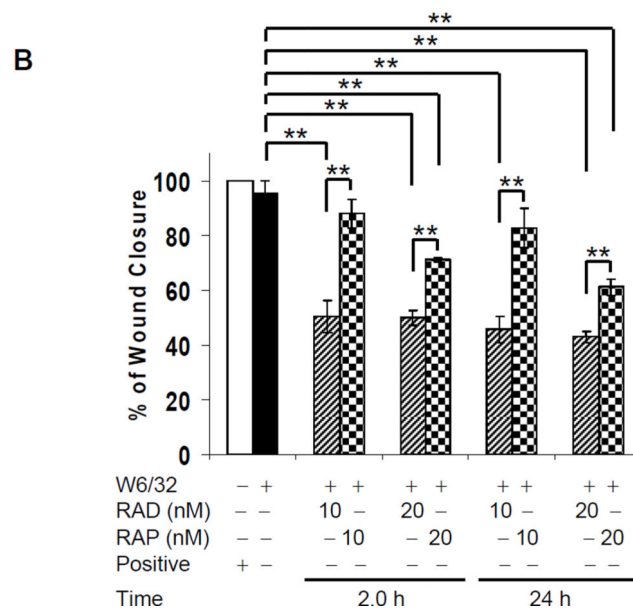 B
**
**
**
**
**
**
**
**
**
**
% of Wound Closure
100
80
60
40
20
0
W6/32 – + + + + + + + + +
RAD (nM) – – 10 – 20 – 10 – 20 –
RAP (nM) – – – 10 – 20 – 10 – 20
Positive + – – – – – – – – –
Time 2.0 h 24 h